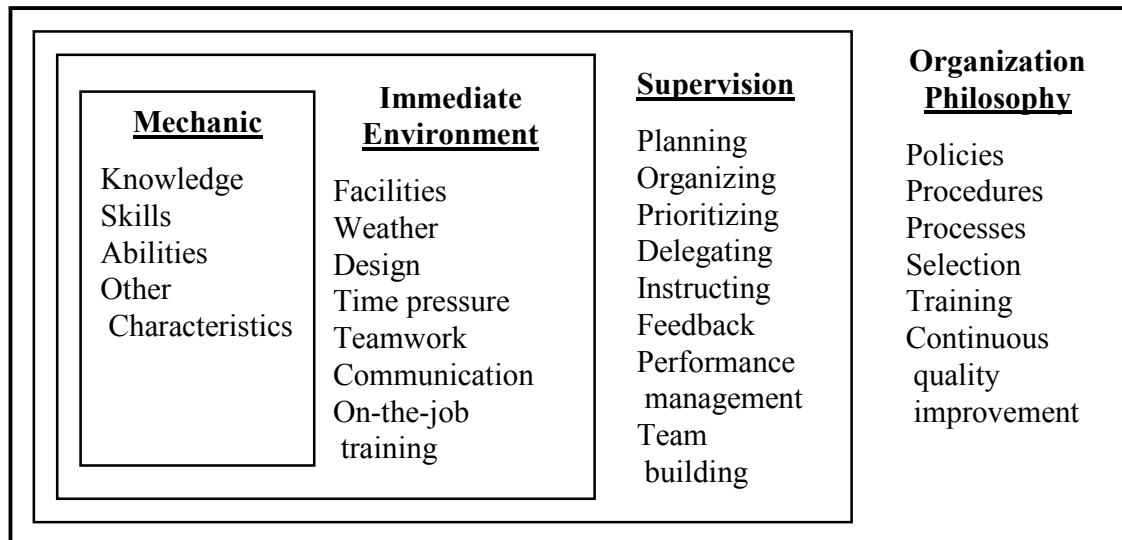 Mechanic
Knowledge
Skills
Abilities
Other
Characteristics
Immediate
Environment
Facilities
Weather
Design
Time pressure
Teamwork
Communication
On-the-job
training
Supervision
Planning
Organizing
Prioritizing
Delegating
Instructing
Feedback
Performance
management
Team
building
Organization
Philosophy
Policies
Procedures
Processes
Selection
Training
Continuous
quality
improvement